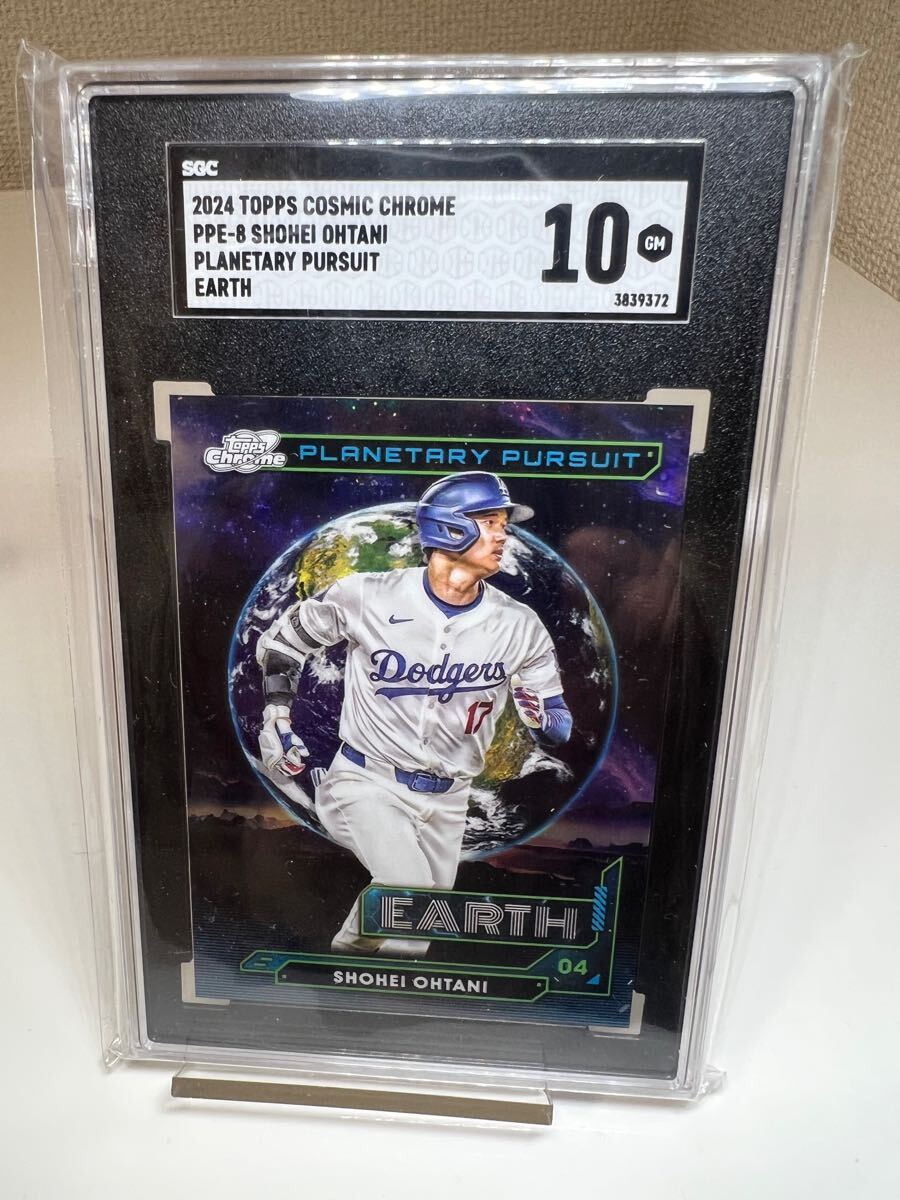 SGC
2024 TOPPS COSMIC CHROME
PPE-8 SHOHEI OHTANI
PLANETARY PURSUIT
EARTH
10 GM
3839372
topps Chrome
PLANETARY PURSUIT
Dodgers
17
EARTH
04
SHOHEI OHTANI